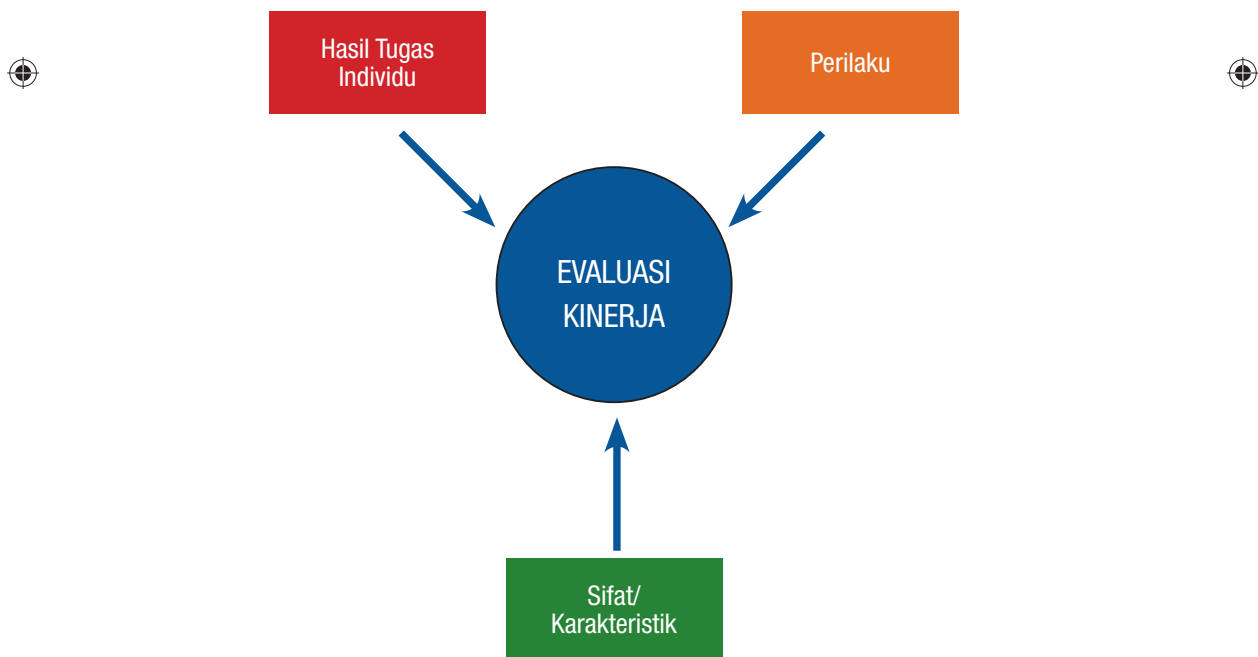 Hasil Tugas
Individu
Perilaku
EVALUASI
KINERJA
Sifat/
Karakteristik